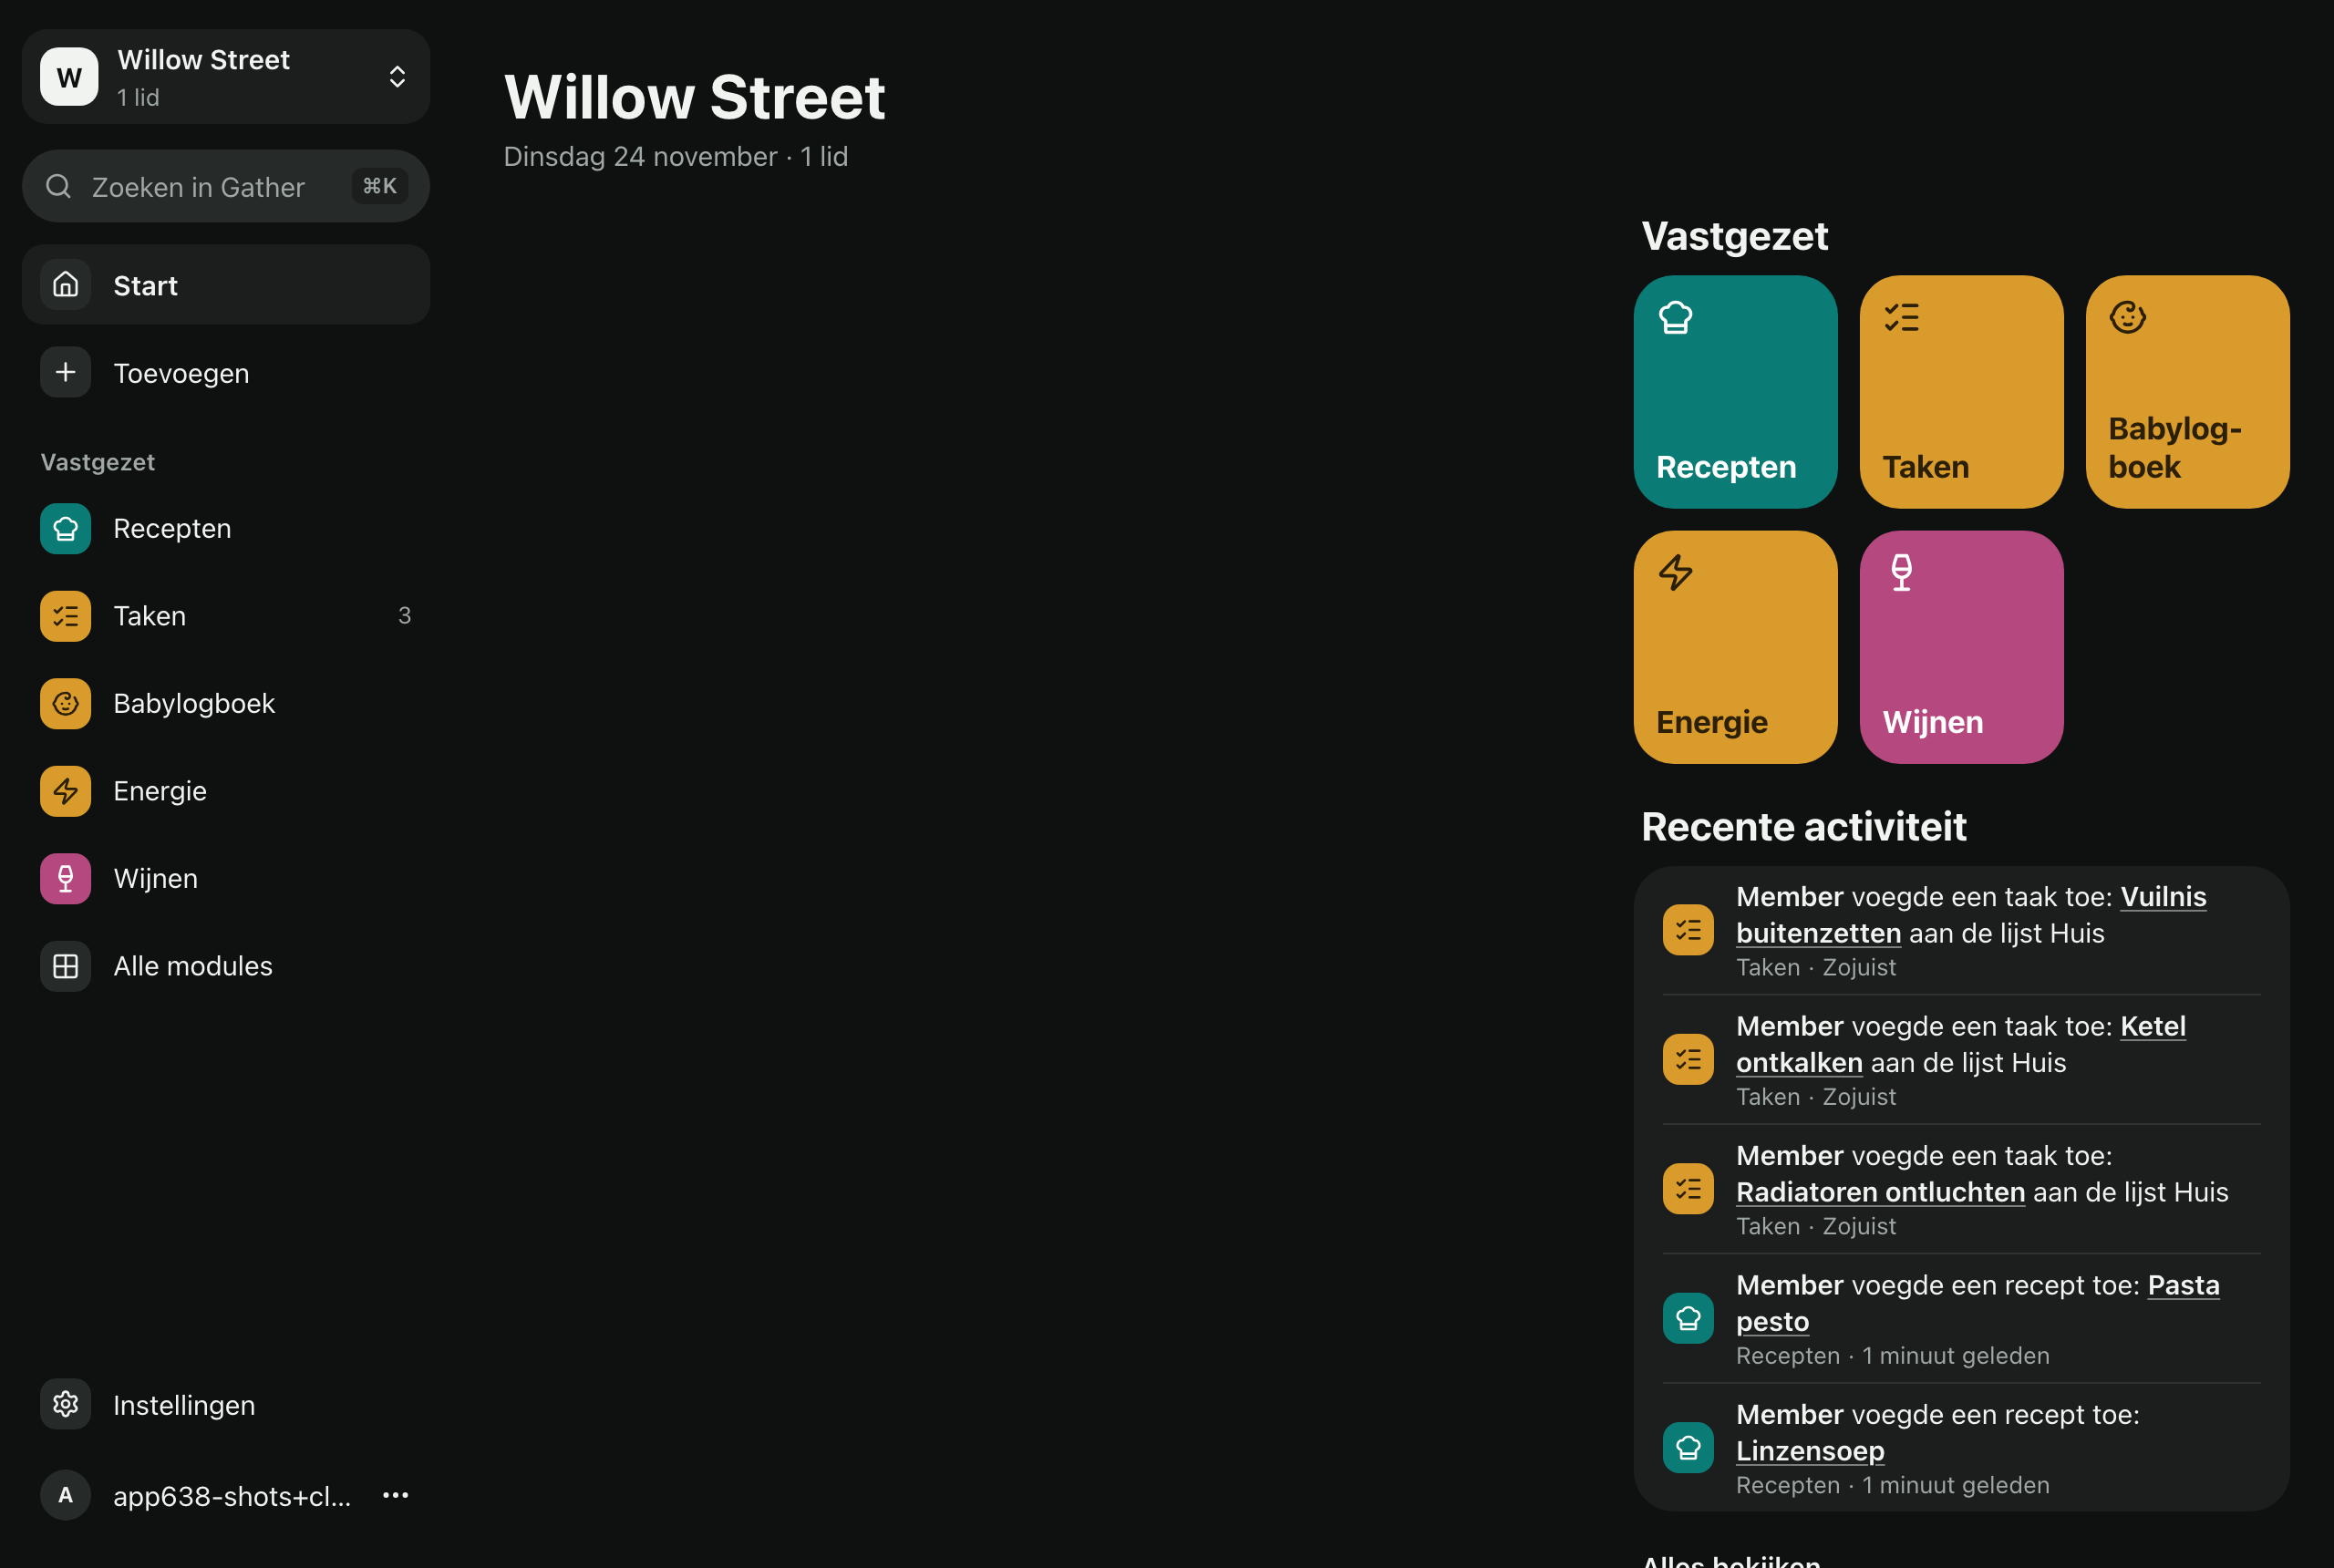 W
Willow Street
1 lid
Zoeken in Gather
⌘K
Start
Toevoegen
Vastgezet
Recepten
Taken
3
Babylogboek
Energie
Wijnen
Alle modules
Instellingen
A
app638-shots+cl...
Willow Street
Dinsdag 24 november · 1 lid
Vastgezet
Recepten
Taken
Babylog-
boek
Energie
Wijnen
Recente activiteit
Member voegde een taak toe: Vuilnis
buitenzetten aan de lijst Huis
Taken · Zojuist
Member voegde een taak toe: Ketel
ontkalken aan de lijst Huis
Taken · Zojuist
Member voegde een taak toe:
Radiatoren ontluchten aan de lijst Huis
Taken · Zojuist
Member voegde een recept toe: Pasta
pesto
Recepten · 1 minuut geleden
Member voegde een recept toe:
Linzensoep
Recepten · 1 minuut geleden
Alles bekijken